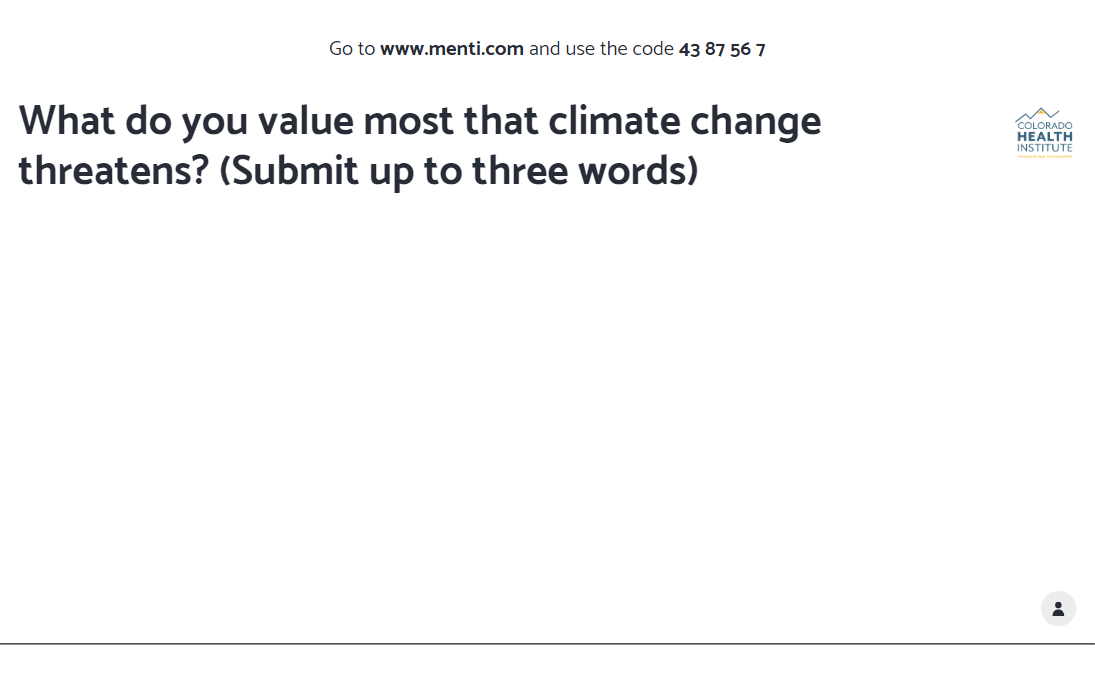 Go to www.menti.com and use the code 43 87 56 7
What do you value most that climate change
threatens? (Submit up to three words)
COLORADO
HEALTH
INSTITUTE